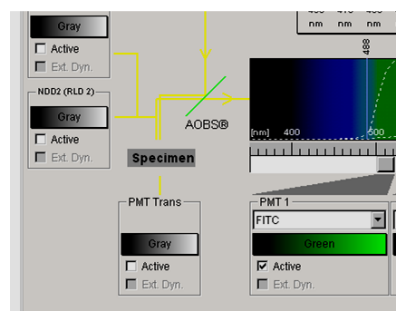 nm nm nm
Gray
Active
Ext. Dyn.
488
NDD2 (RLD 2)
Gray
Active
Ext. Dyn.
AOBS®
[nm] 400 500
Specimen
PMT Trans
Gray
Active
Ext. Dyn.
PMT 1
FITC
Green
Active
Ext. Dyn.